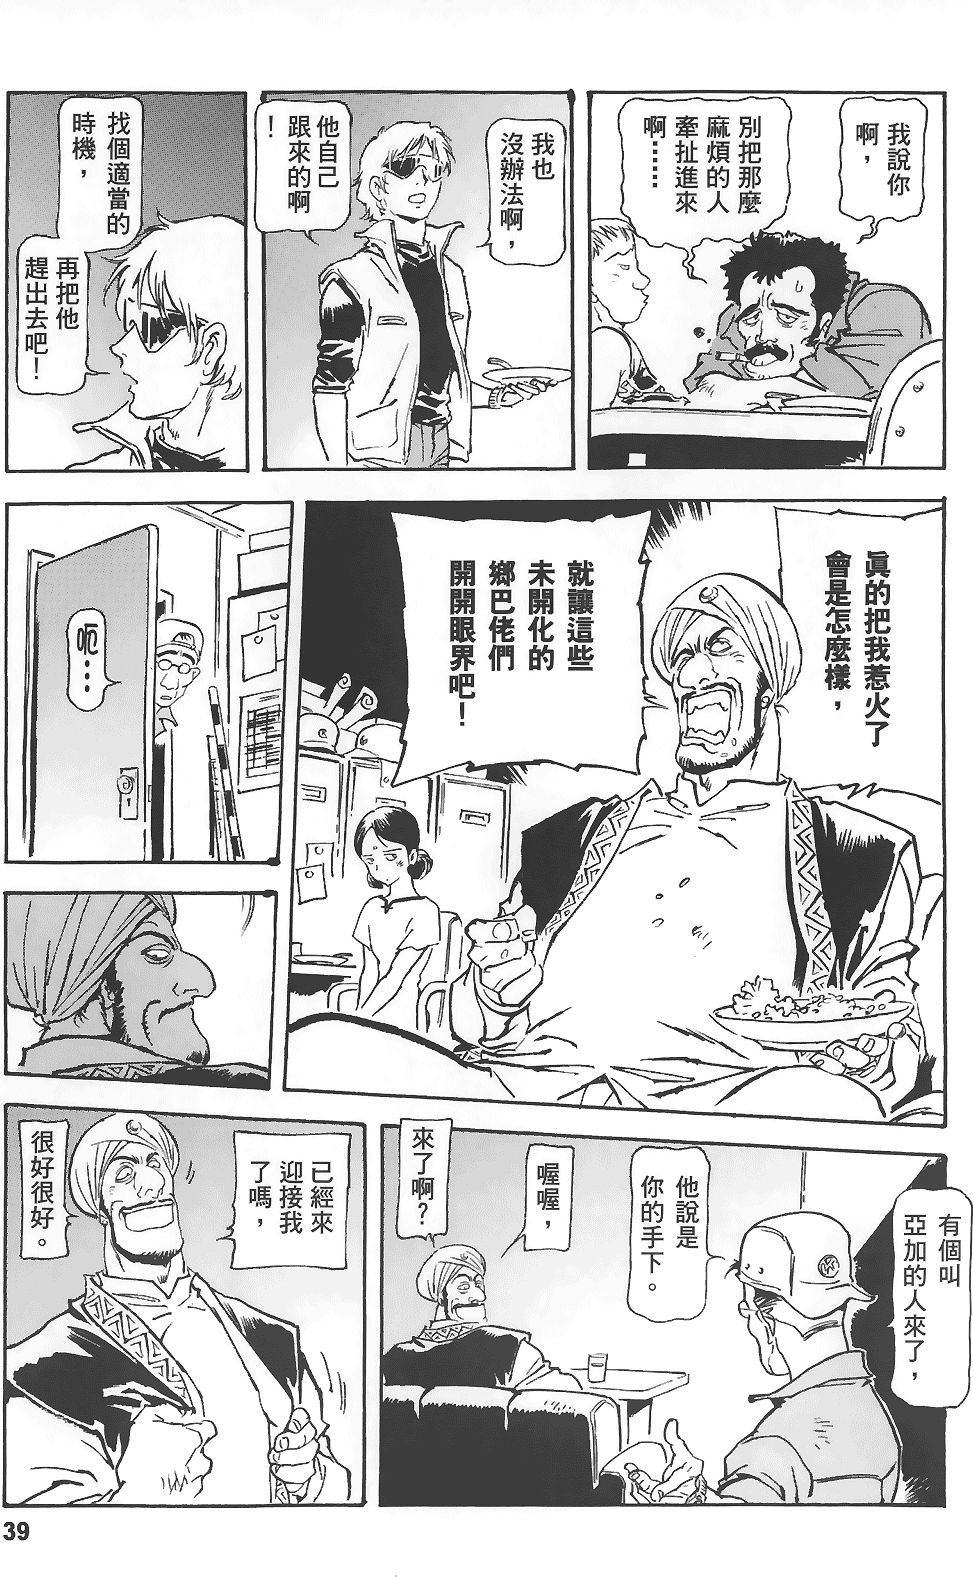 我說你
啊，
別把那麼
麻煩的人
牽扯進來
啊……
我也
沒辦法啊，
他自己
跟來的啊
！
找個適當的
時機，
再把他
趕出去吧！
眞的把我惹火了
會是怎麼樣，
就讓這些
未開化的
鄉巴佬們
開開眼界吧！
呃…
有個叫
亞加的人來了，
他說是
你的手下。
喔喔，
來了啊？
已經來
迎接我
了嗎，
很好很好。
39